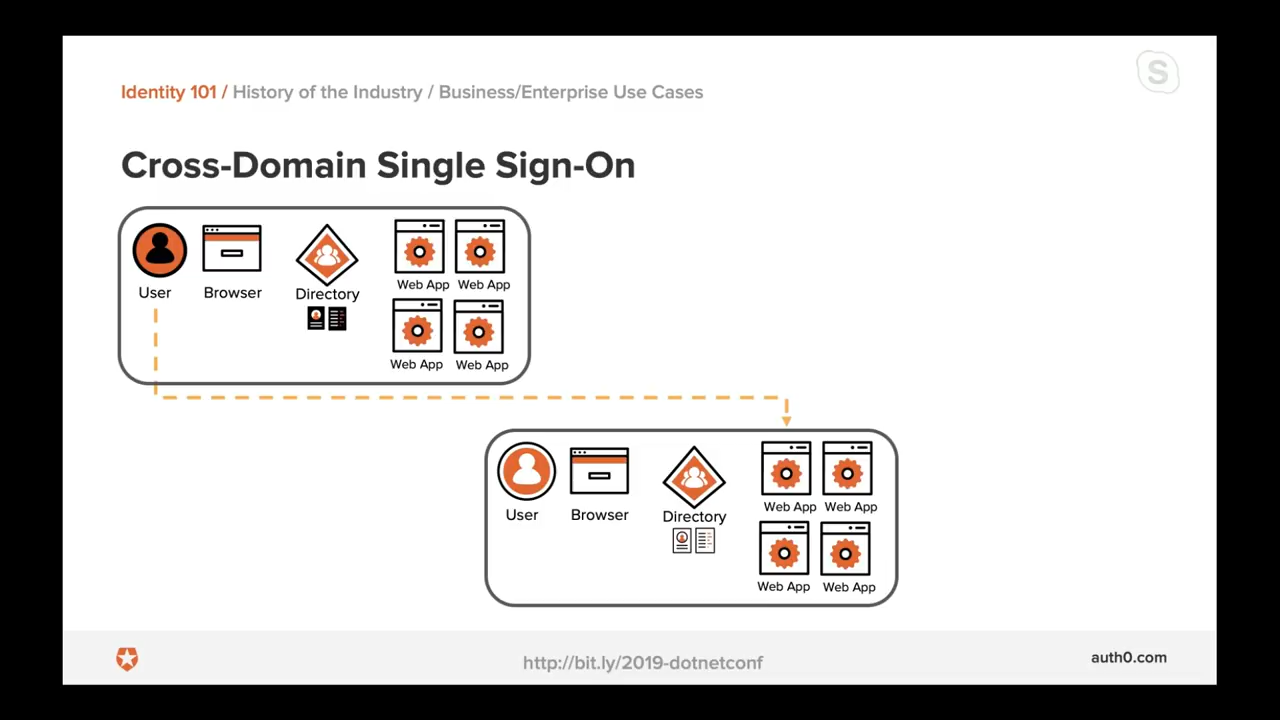 Identity 101 / History of the Industry / Business/Enterprise Use Cases
S
Cross-Domain Single Sign-On
User
Browser
Directory
Web App
Web App
Web App
Web App
User
Browser
Directory
Web App
Web App
Web App
Web App
http://bit.ly/2019-dotnetconf
auth0.com